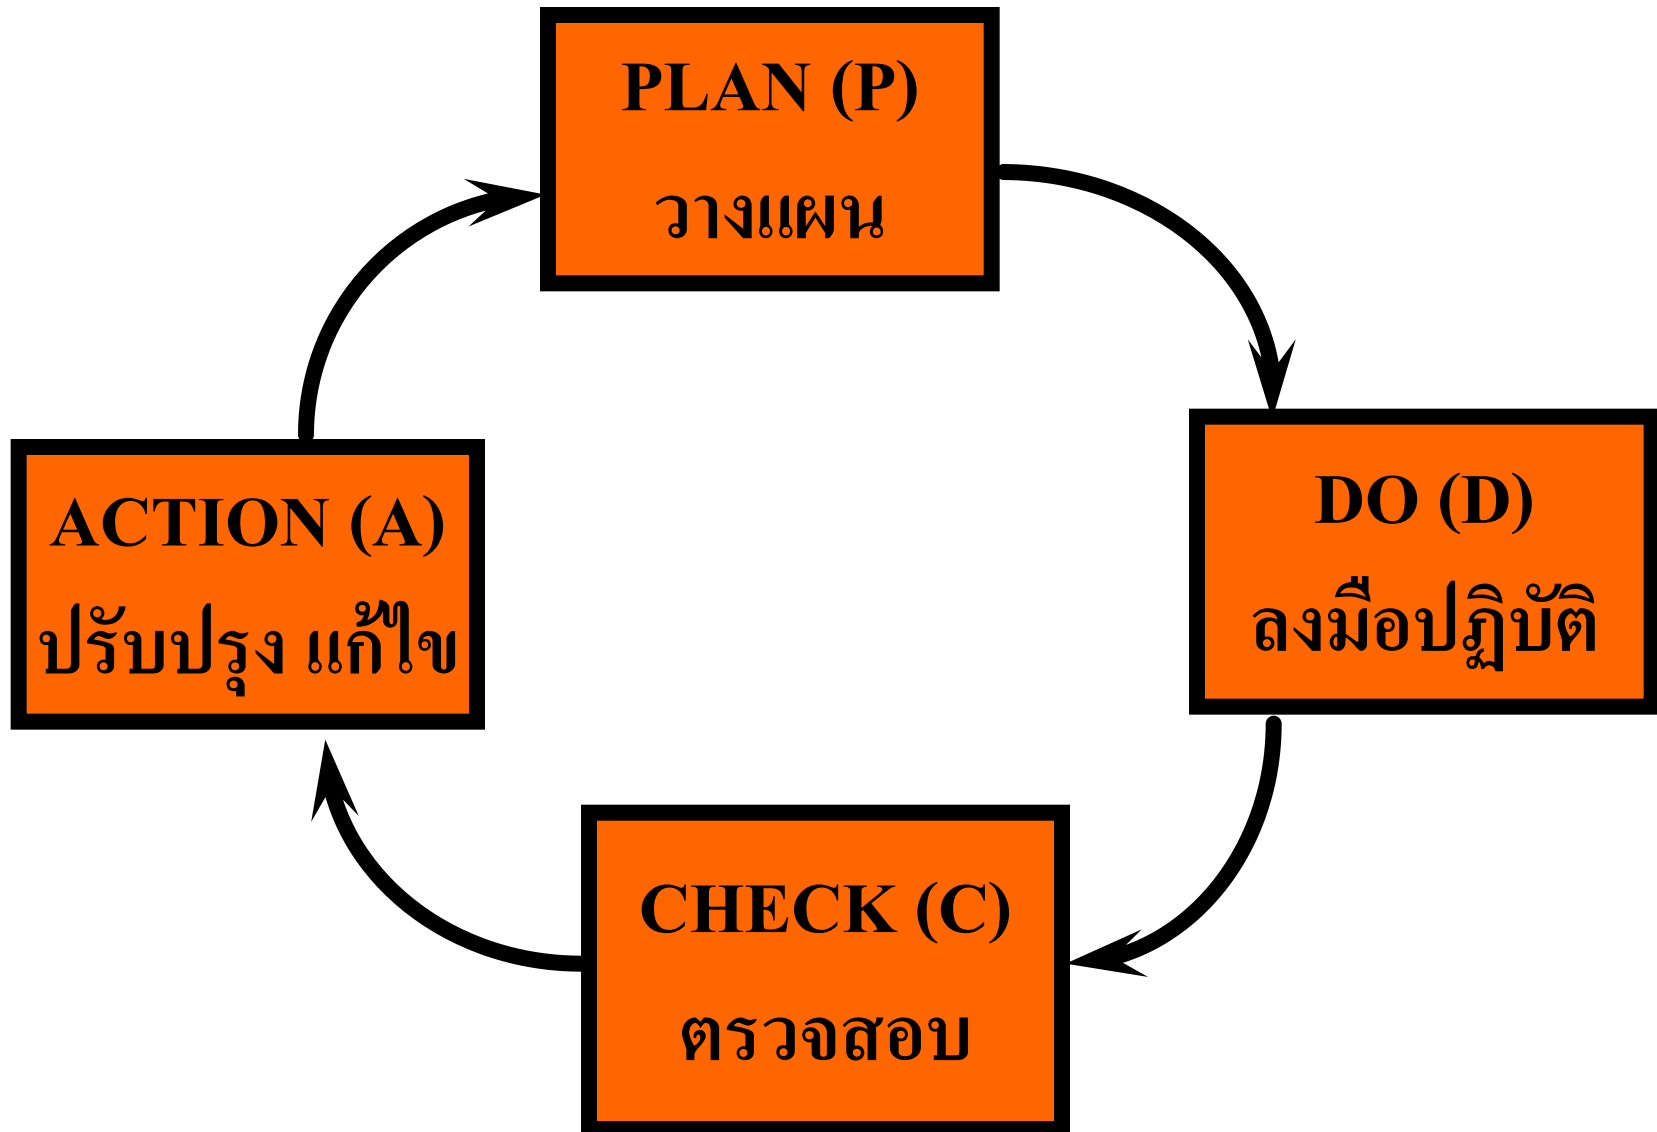 PLAN (P)
วางแผน
DO (D)
ลงมือปฏิบัติ
CHECK (C)
ตรวจสอบ
ACTION (A)
ปรับปรุง แก้ไข